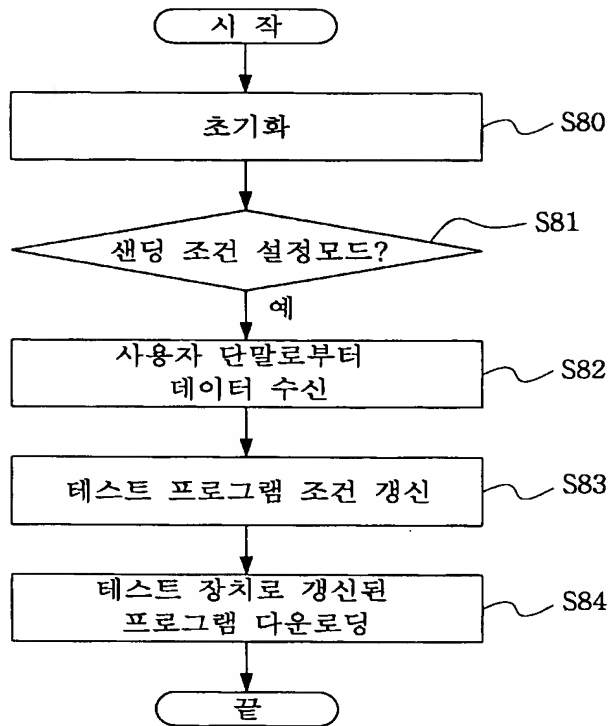 시 작
초기화
S80
샌딩 조건 설정모드?
S81
예
사용자 단말로부터
데이터 수신
S82
테스트 프로그램 조건 갱신
S83
테스트 장치로 갱신된
프로그램 다운로딩
S84
끝